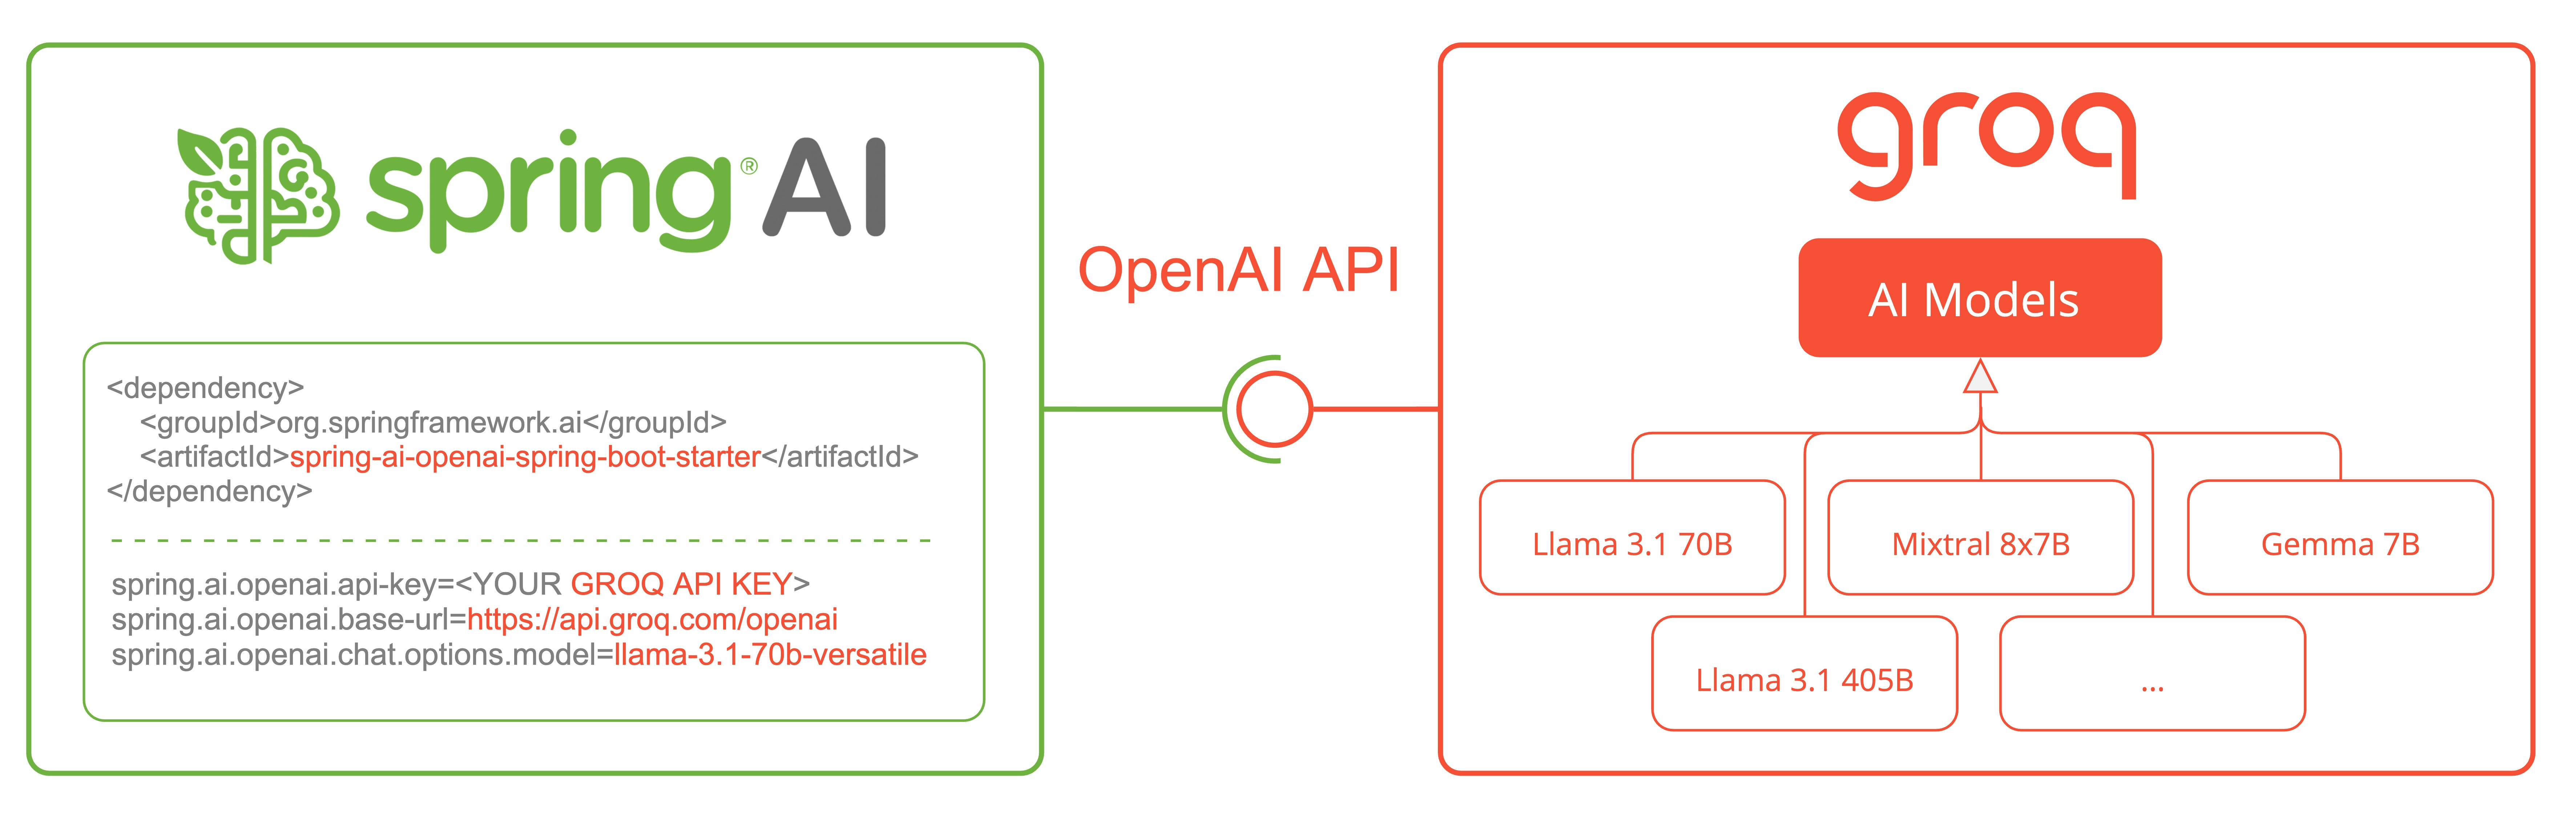 spring® AI
<dependency>
<groupId>org.springframework.ai</groupId>
<artifactId>spring-ai-openai-spring-boot-starter</artifactId>
</dependency>
spring.ai.openai.api-key=<YOUR GROQ API KEY>
spring.ai.openai.base-url=https://api.groq.com/openai
spring.ai.openai.chat.options.model=llama-3.1-70b-versatile
OpenAI API
groq
AI Models
Llama 3.1 70B
Mixtral 8x7B
Gemma 7B
Llama 3.1 405B
...